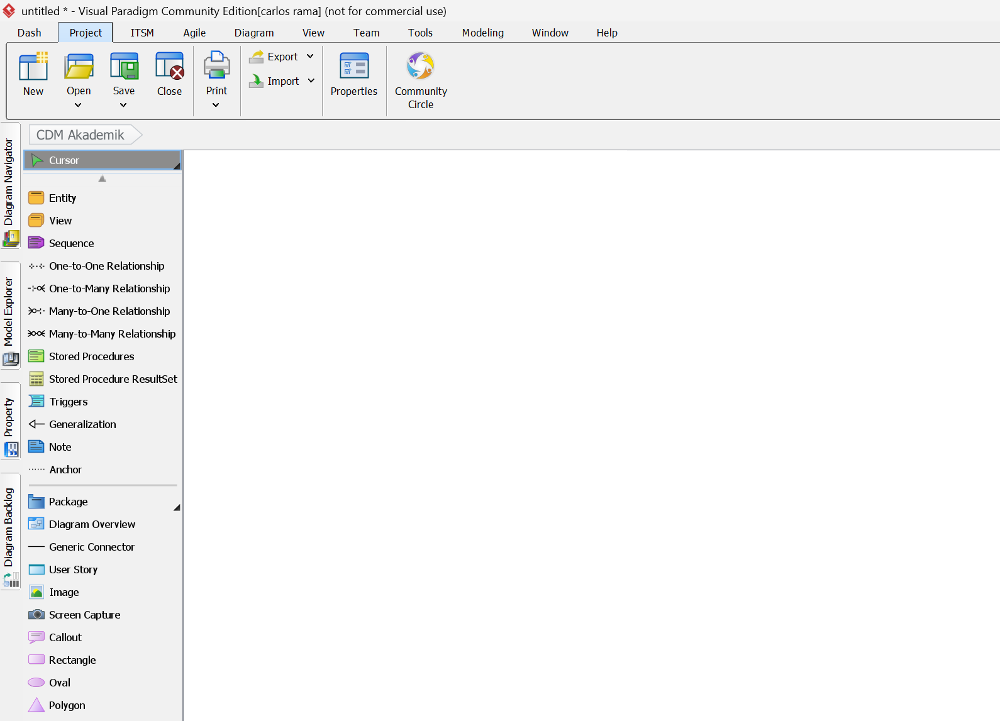 untitled * - Visual Paradigm Community Edition[carlos rama] (not for commercial use)
Dash Project ITSM Agile Diagram View Team Tools Modeling Window Help
New Open Save Close Print Export Import Properties Community Circle
CDM Akademik
Diagram Navigator
Model Explorer
Property
Diagram Backlog
Cursor
Entity
View
Sequence
One-to-One Relationship
One-to-Many Relationship
Many-to-One Relationship
Many-to-Many Relationship
Stored Procedures
Stored Procedure ResultSet
Triggers
Generalization
Note
Anchor
Package
Diagram Overview
Generic Connector
User Story
Image
Screen Capture
Callout
Rectangle
Oval
Polygon